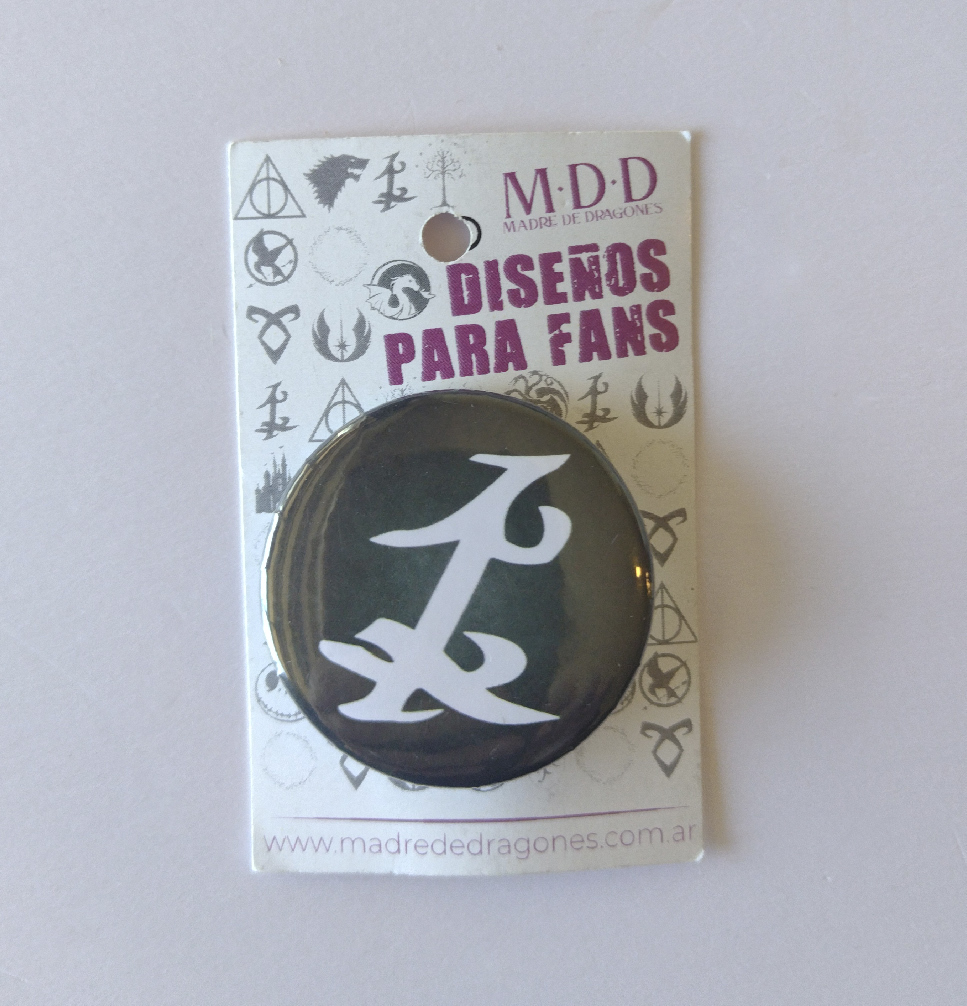 M·D·D
MADRE DE DRAGONES
DISEÑOS
PARA FANS
www.madrededragones.com.ar